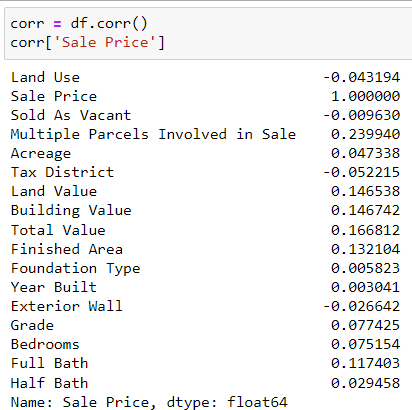 corr = df.corr()
corr['Sale Price']
Land Use -0.043194
Sale Price 1.000000
Sold As Vacant -0.009630
Multiple Parcels Involved in Sale 0.239940
Acreage 0.047338
Tax District -0.052215
Land Value 0.146538
Building Value 0.146742
Total Value 0.166812
Finished Area 0.132104
Foundation Type 0.005823
Year Built 0.003041
Exterior Wall -0.026642
Grade 0.077425
Bedrooms 0.075154
Full Bath 0.117403
Half Bath 0.029458
Name: Sale Price, dtype: float64